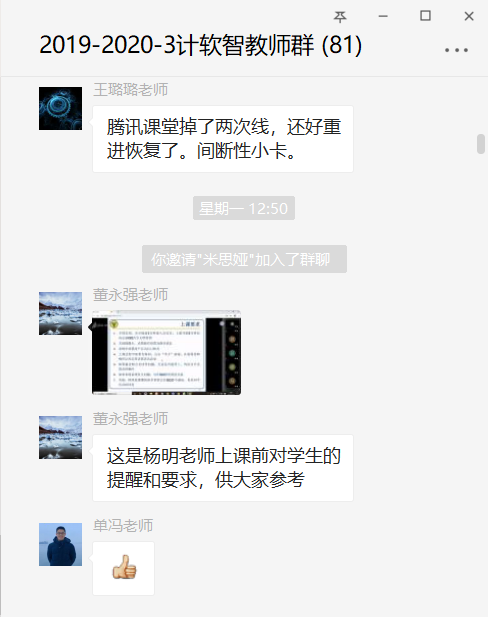 2019-2020-3计软智教师群 (81)
王璐璐老师
腾讯课堂掉了两次线，还好重
进恢复了。间断性小卡。
星期一 12:50
你邀请"米思娅"加入了群聊
董永强老师
上课要求
董永强老师
这是杨明老师上课前对学生的
提醒和要求，供大家参考
单冯老师